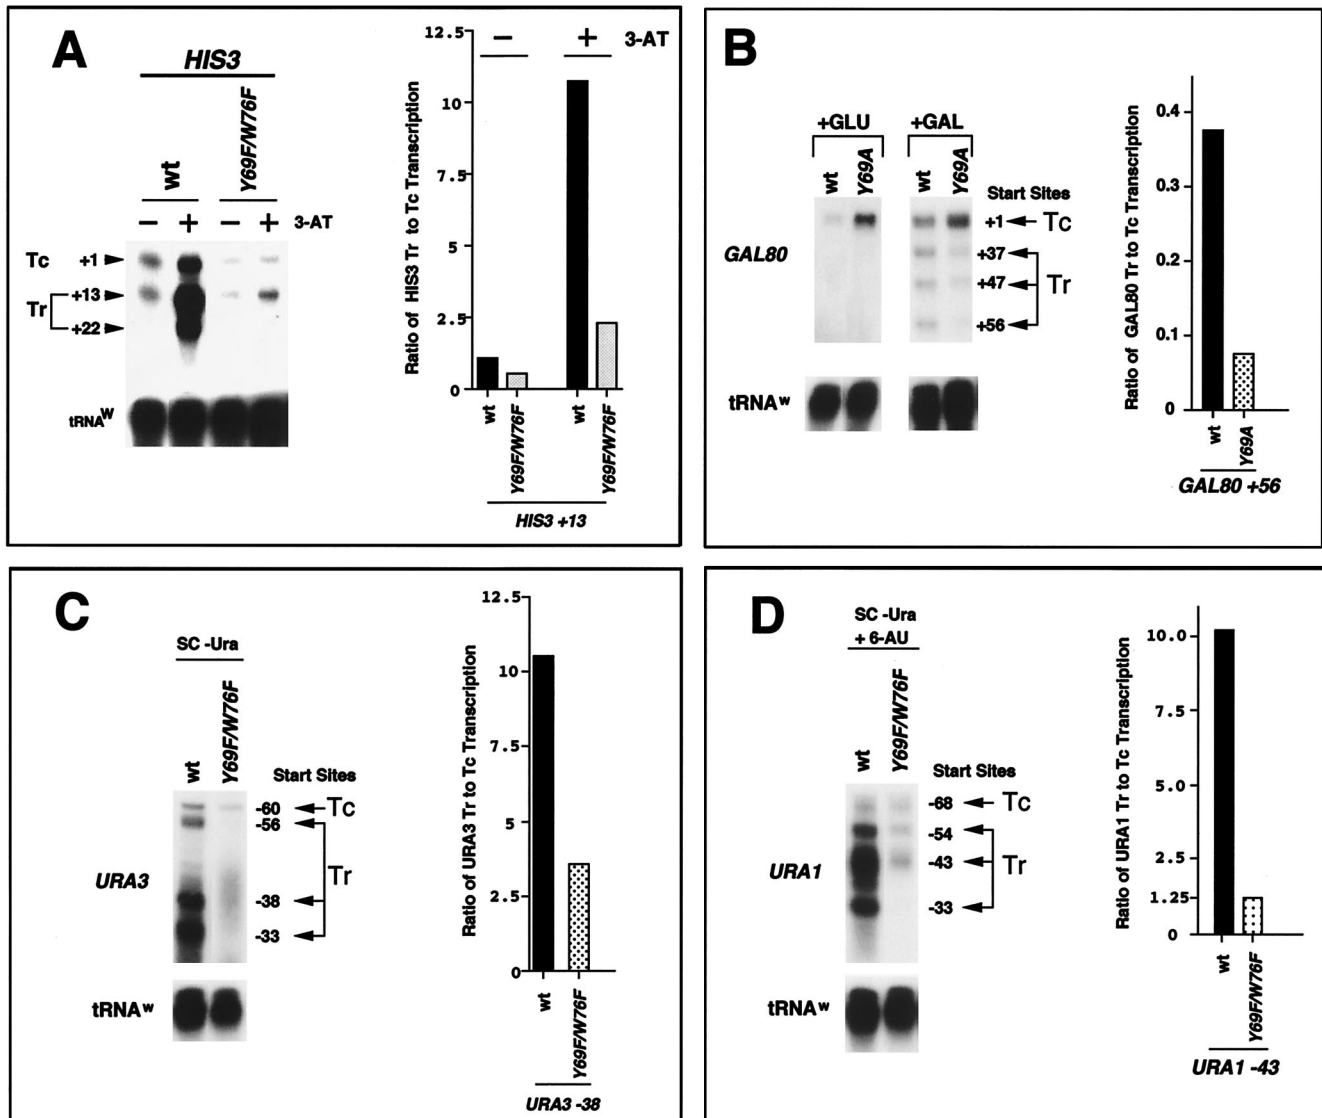 A
HIS3
wt
Y69F/W76F
− + − + 3-AT
Tc +1
Tr +13
+22
tRNAᵂ
Ratio of HIS3 Tr to Tc Transcription
12.5
10
7.5
5
2.5
0
− + 3-AT
wt
Y69F/W76F
wt
Y69F/W76F
HIS3 +13
B
+GLU +GAL
wt Y69A wt Y69A
Start Sites
GAL80
+1 Tc
+37
+47 Tr
+56
tRNAʷ
Ratio of GAL80 Tr to Tc Transcription
0.4
0.3
0.2
0.1
0
wt
Y69A
GAL80 +56
C
SC -Ura
wt
Y69F/W76F
Start Sites
URA3
-60 Tc
-56
Tr
-38
-33
tRNAʷ
Ratio of URA3 Tr to Tc Transcription
12.5
10
7.5
5
2.5
0
wt
Y69F/W76F
URA3 -38
D
SC -Ura
+ 6-AU
wt
Y69F/W76F
Start Sites
URA1
-68 Tc
-54
-43 Tr
-33
tRNAʷ
Ratio of URA1 Tr to Tc Transcription
10.0
7.5
5.0
2.5
1.25
0
wt
Y69F/W76F
URA1 -43